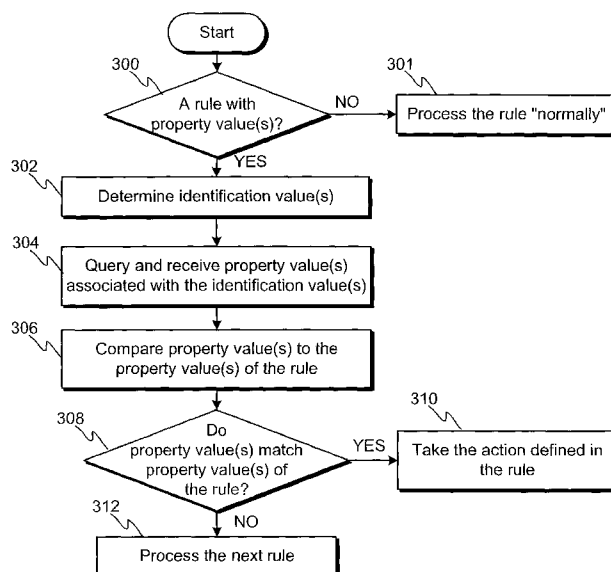 Start
300
A rule with
property value(s)?
NO
301
Process the rule "normally"
YES
302
Determine identification value(s)
304
Query and receive property value(s)
associated with the identification value(s)
306
Compare property value(s) to the
property value(s) of the rule
308
Do
property value(s) match
property value(s) of
the rule?
YES
310
Take the action defined in
the rule
NO
312
Process the next rule